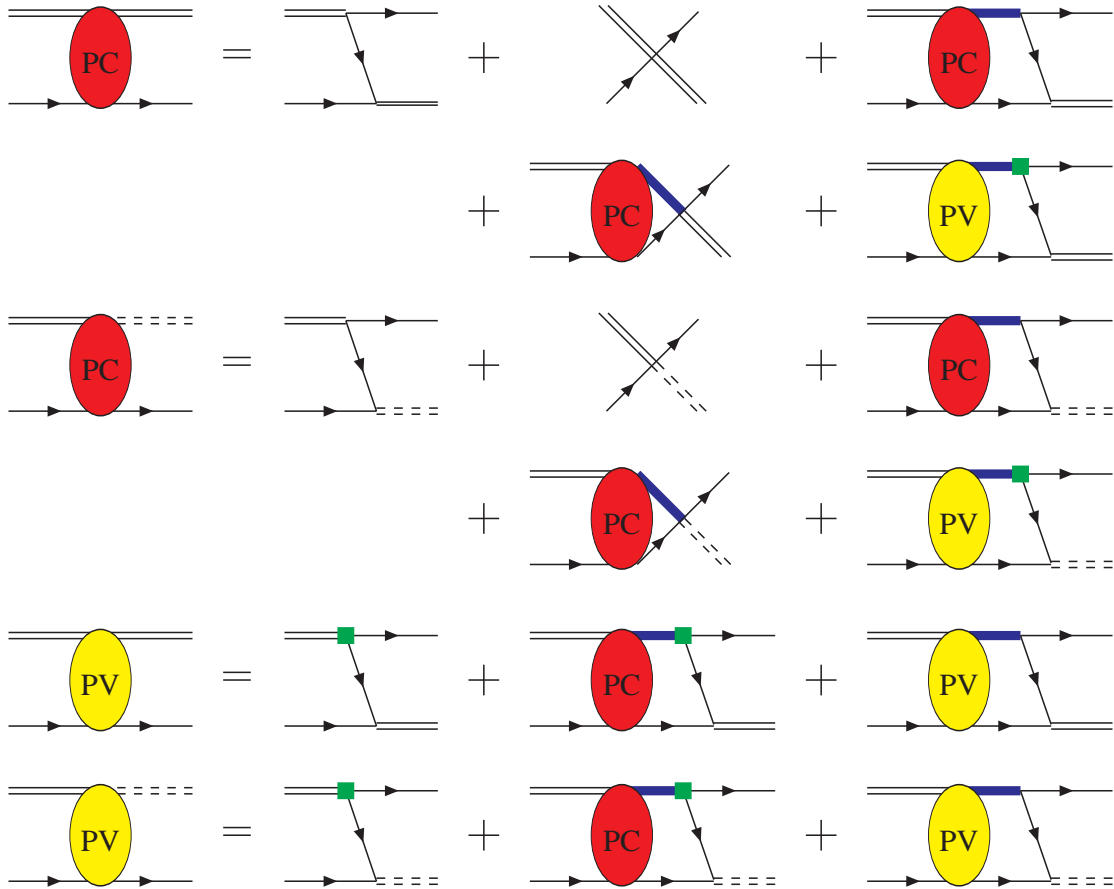 PC = + + PC
+ PC + PV
PC = + + PC
+ PC + PV
PV = + PC + PV
PV = + PC + PV